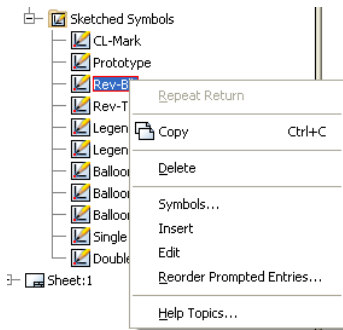 Sketched Symbols
CL-Mark
Prototype
Rev-B
Rev-T
Legen
Legen
Balloo
Balloo
Balloo
Single
Double
Sheet:1
Repeat Return
Copy Ctrl+C
Delete
Symbols...
Insert
Edit
Reorder Prompted Entries...
Help Topics...